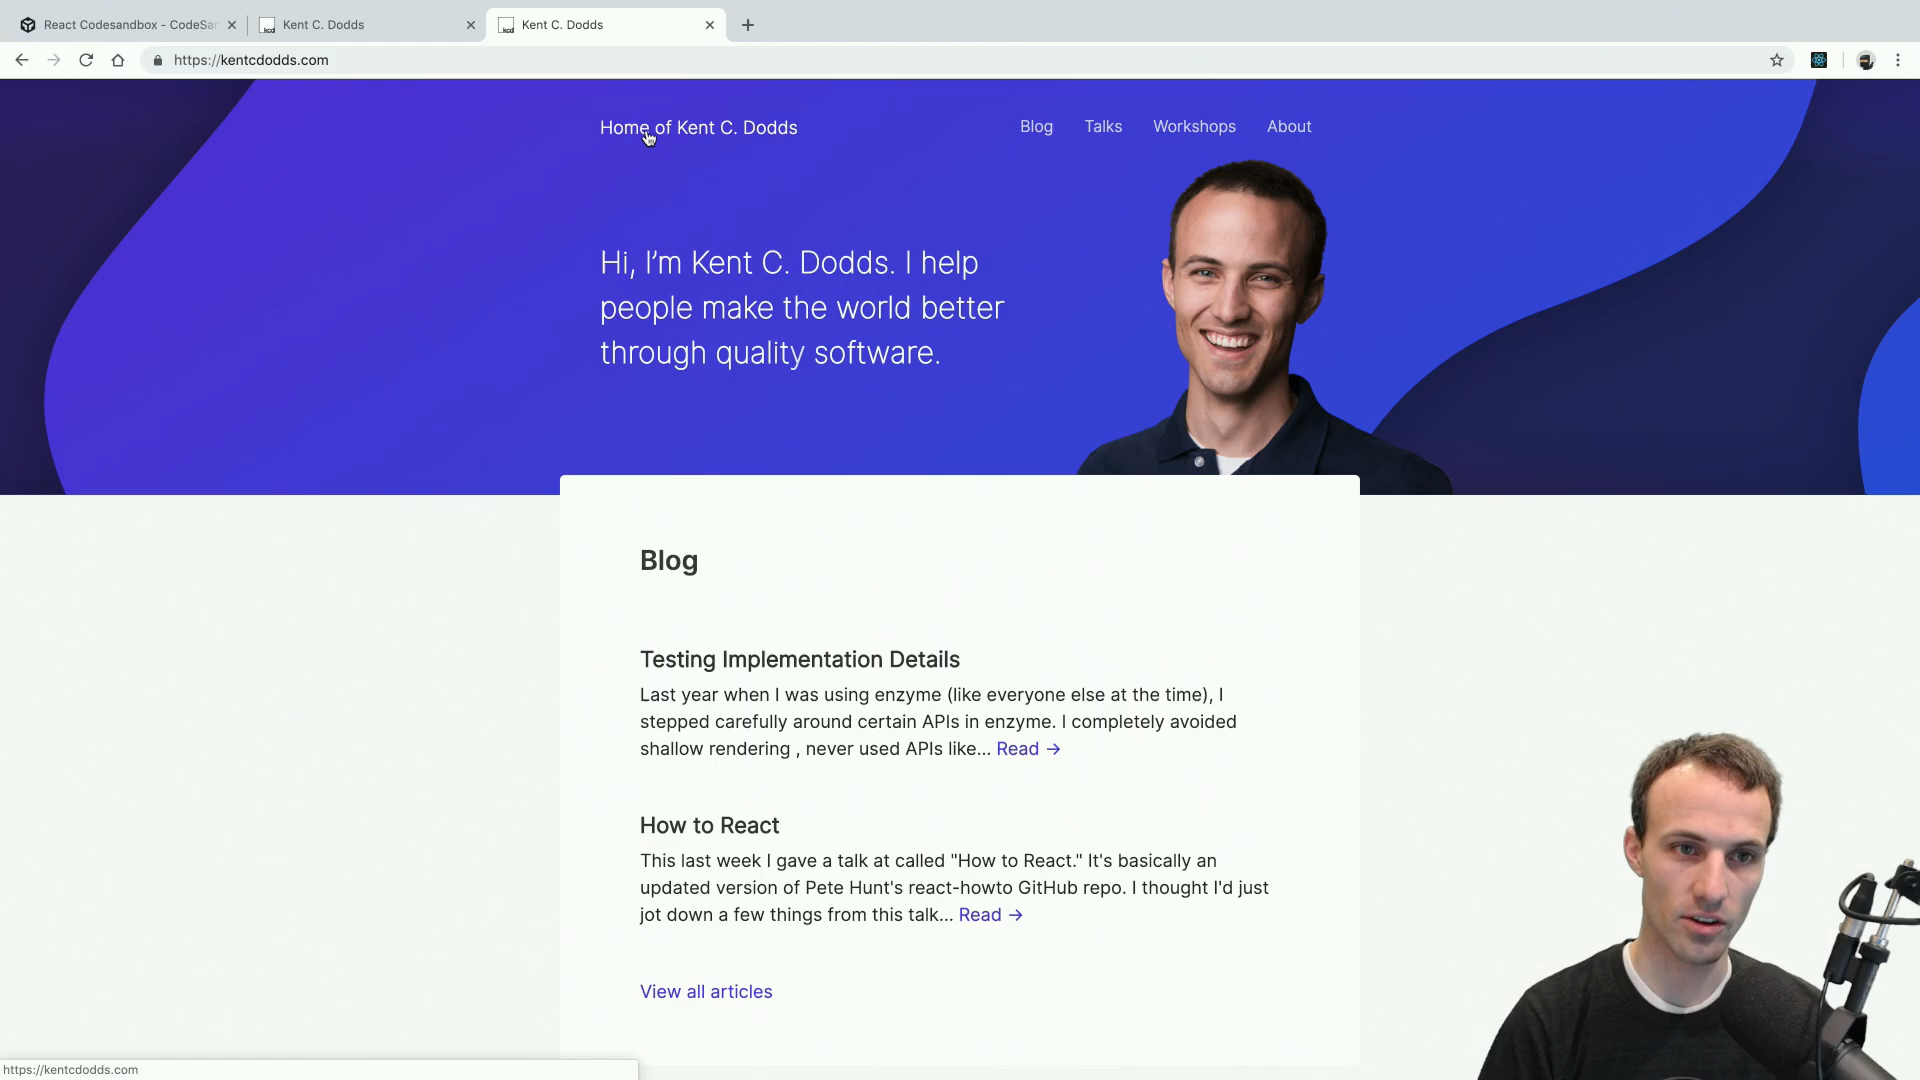 React Codesandbox - CodeSa
Kent C. Dodds
Kent C. Dodds
https://kentcdodds.com
Home of Kent C. Dodds
Blog
Talks
Workshops
About
Hi, I’m Kent C. Dodds. I help
people make the world better
through quality software.
Blog
Testing Implementation Details
Last year when I was using enzyme (like everyone else at the time), I
stepped carefully around certain APIs in enzyme. I completely avoided
shallow rendering , never used APIs like... Read →
How to React
This last week I gave a talk at called "How to React." It's basically an
updated version of Pete Hunt's react-howto GitHub repo. I thought I'd just
jot down a few things from this talk... Read →
View all articles
https://kentcdodds.com